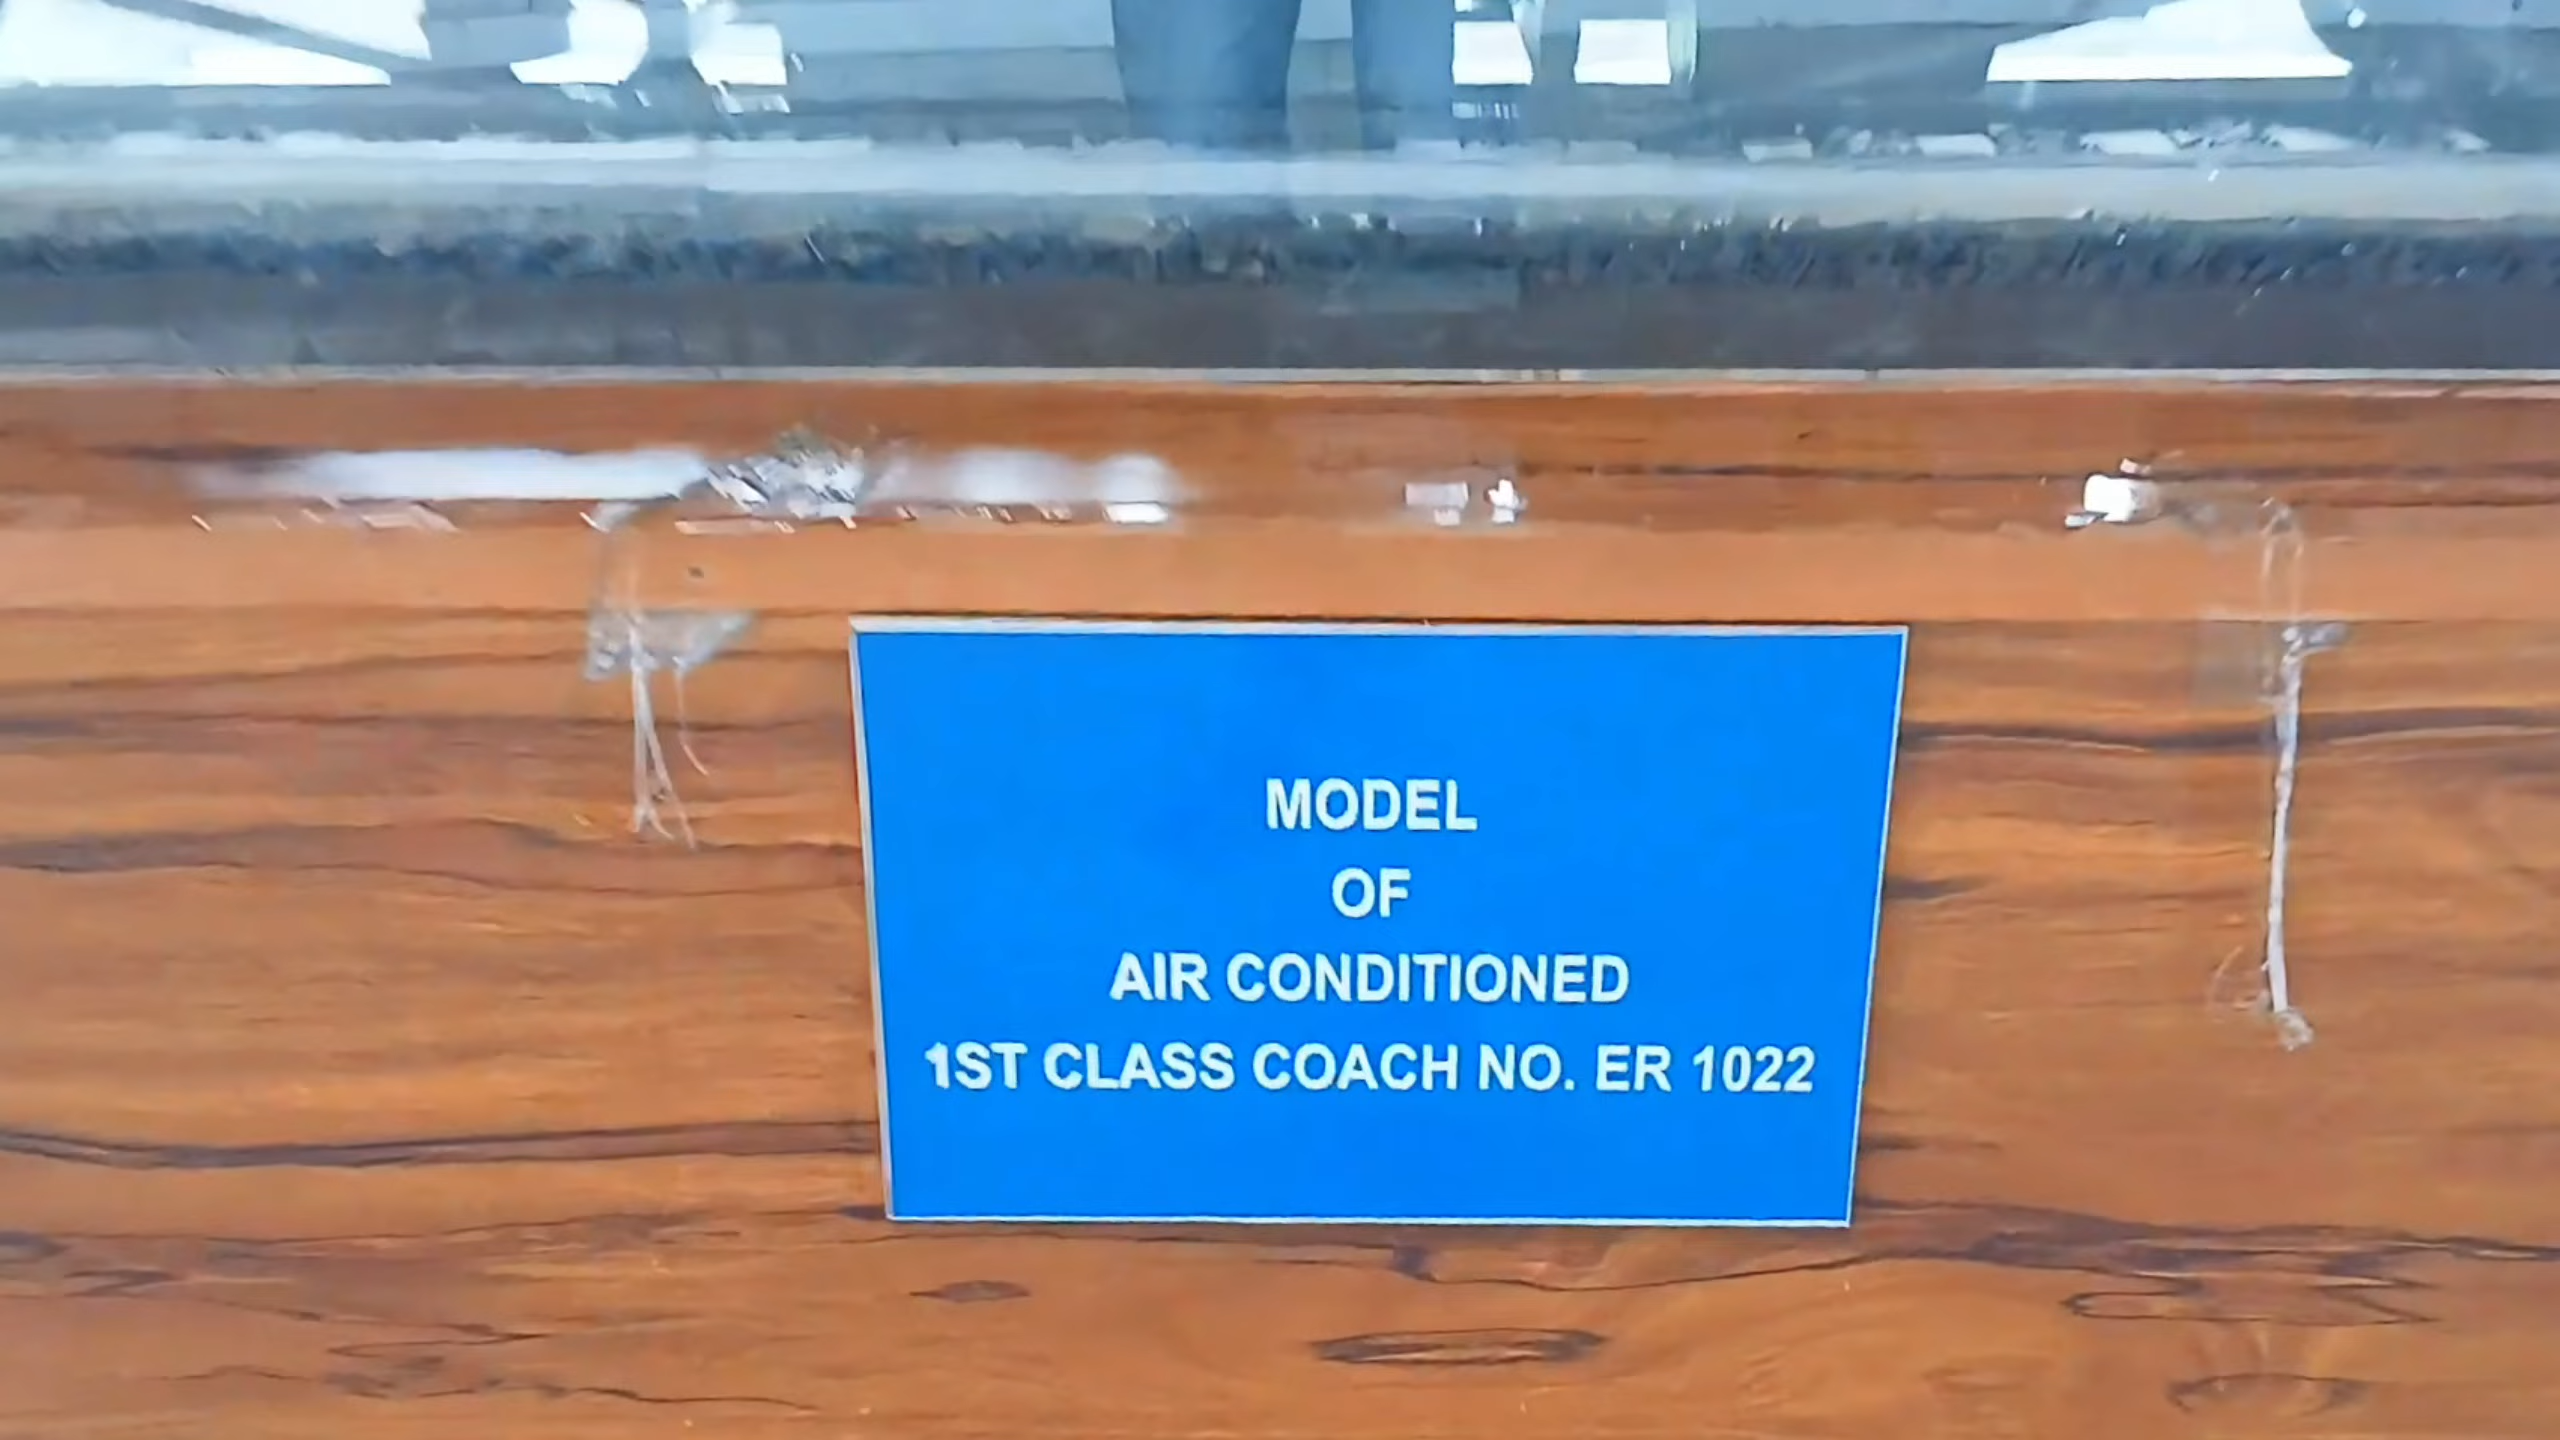 MODEL
OF
AIR CONDITIONED
1ST CLASS COACH NO. ER 1022